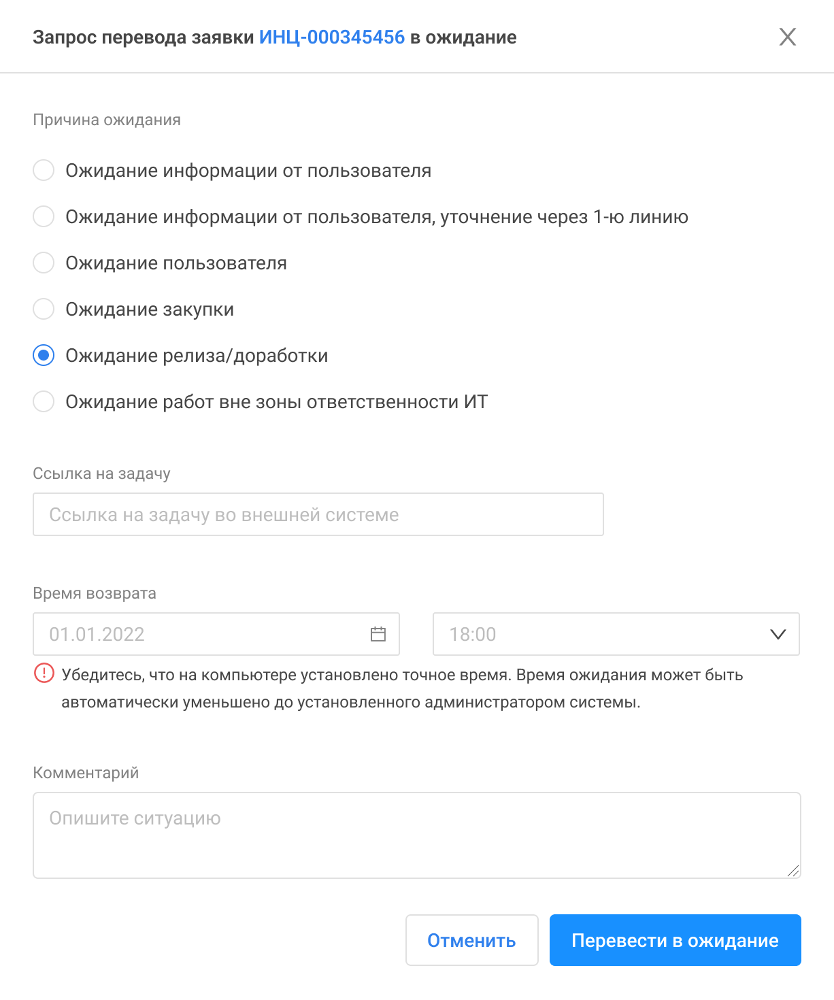 Запрос перевода заявки ИНЦ-000345456 в ожидание
Причина ожидания
Ожидание информации от пользователя
Ожидание информации от пользователя, уточнение через 1-ю линию
Ожидание пользователя
Ожидание закупки
Ожидание релиза/доработки
Ожидание работ вне зоны ответственности ИТ
Ссылка на задачу
Ссылка на задачу во внешней системе
Время возврата
01.01.2022
18:00
Убедитесь, что на компьютере установлено точное время. Время ожидания может быть
автоматически уменьшено до установленного администратором системы.
Комментарий
Опишите ситуацию
Отменить
Перевести в ожидание